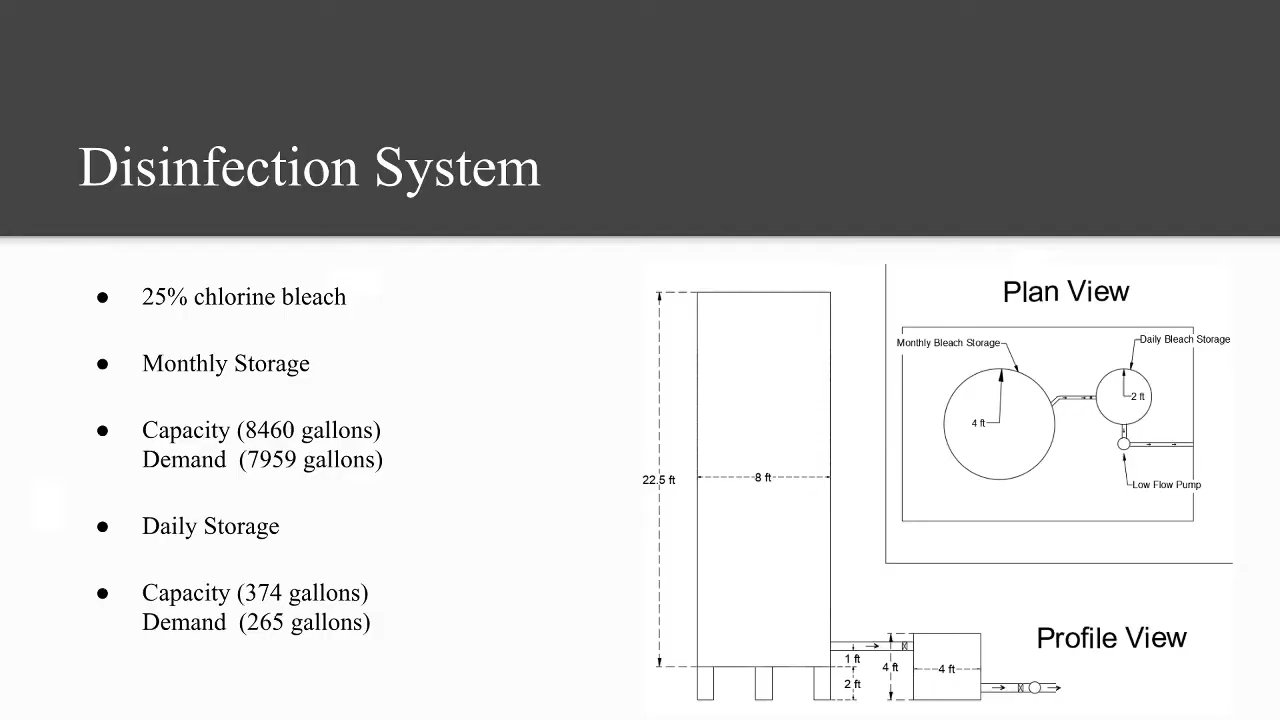 Disinfection System
● 25% chlorine bleach
● Monthly Storage
● Capacity (8460 gallons)
Demand (7959 gallons)
● Daily Storage
● Capacity (374 gallons)
Demand (265 gallons)
22.5 ft
8 ft
1 ft
2 ft
4 ft
4 ft
Profile View
Plan View
Monthly Bleach Storage
Daily Bleach Storage
4 ft
2 ft
Low Flow Pump